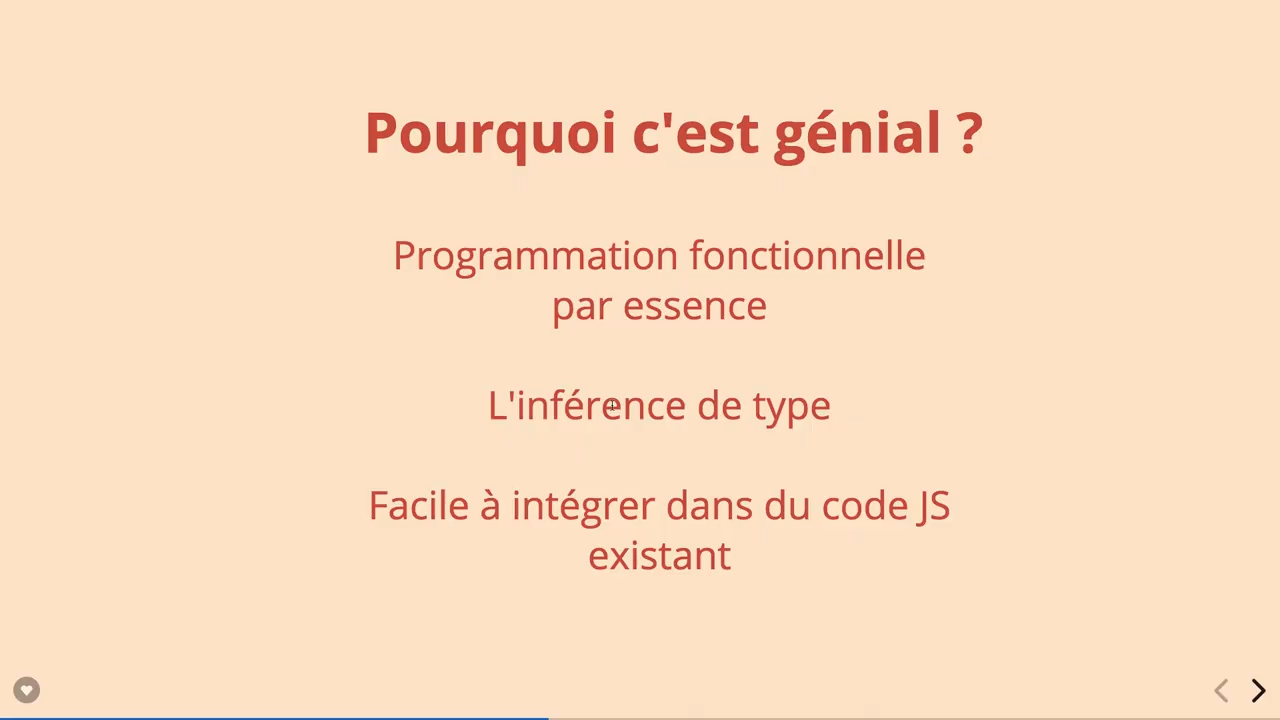 Pourquoi c'est génial ?
Programmation fonctionnelle
par essence
L'inférence de type
Facile à intégrer dans du code JS
existant